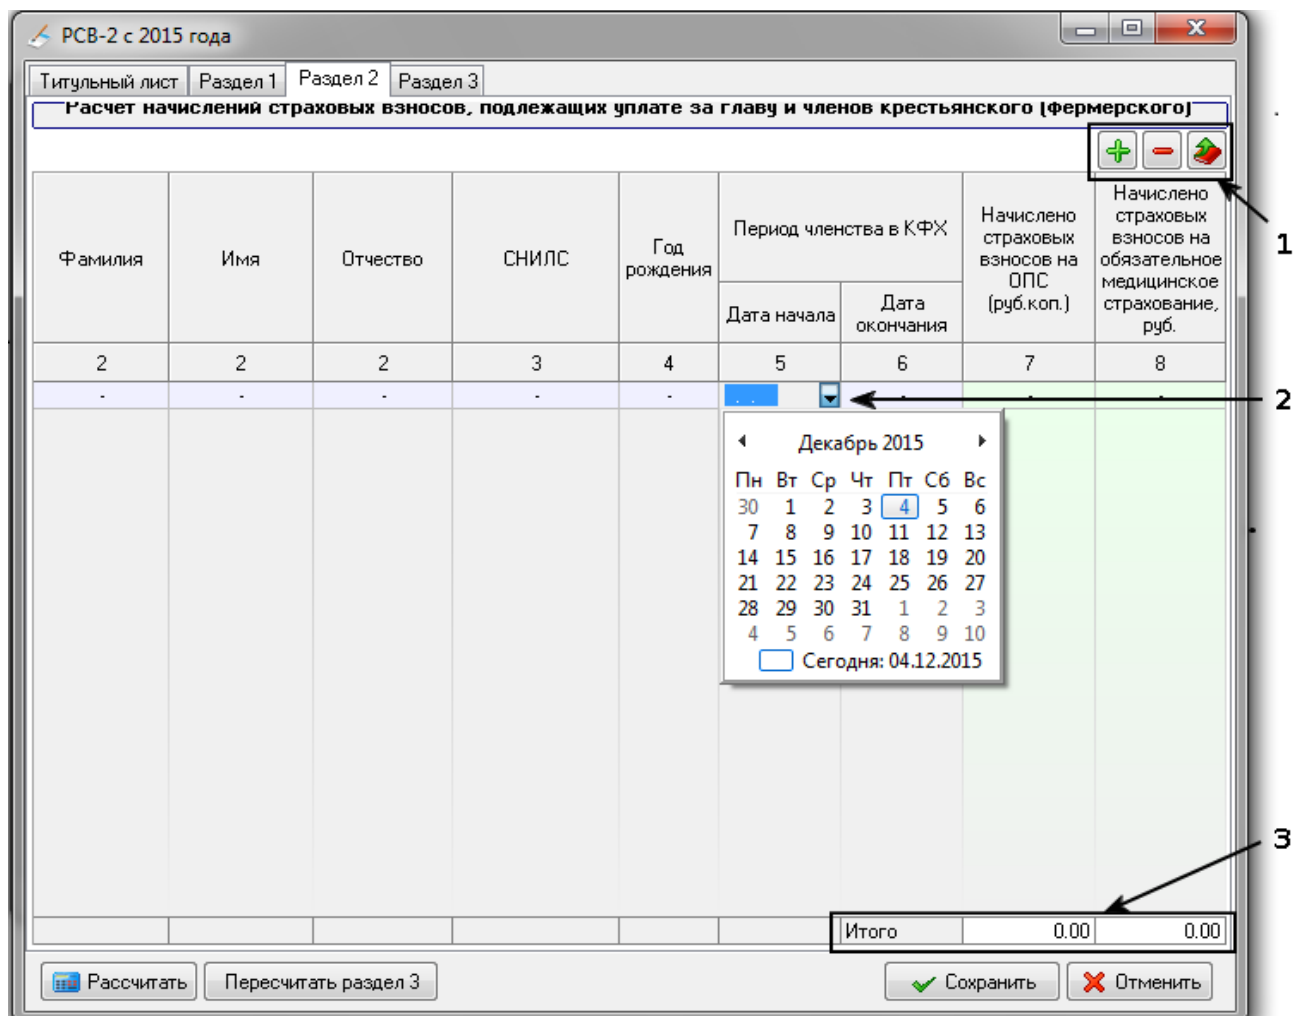 РСВ-2 с 2015 года
Титульный лист Раздел 1 Раздел 2 Раздел 3
Расчет начислений страховых взносов, подлежащих уплате за главу и членов крестьянского (Фермерского)
1
Фамилия
Имя
Отчество
СНИЛС
Год
рождения
Период членства в КФХ
Дата начала
Дата
окончания
Начислено
страховых
взносов на
ОПС
(руб.коп.)
Начислено
страховых
взносов на
обязательное
медицинское
страхование,
руб.
2 2 2 3 4 5 6 7 8
- - - - - . . - - -
2
Декабрь 2015
Пн Вт Ср Чт Пт Сб Вс
30 1 2 3 4 5 6
7 8 9 10 11 12 13
14 15 16 17 18 19 20
21 22 23 24 25 26 27
28 29 30 31 1 2 3
4 5 6 7 8 9 10
Сегодня: 04.12.2015
3
Итого 0.00 0.00
Рассчитать Пересчитать раздел 3 Сохранить Отменить